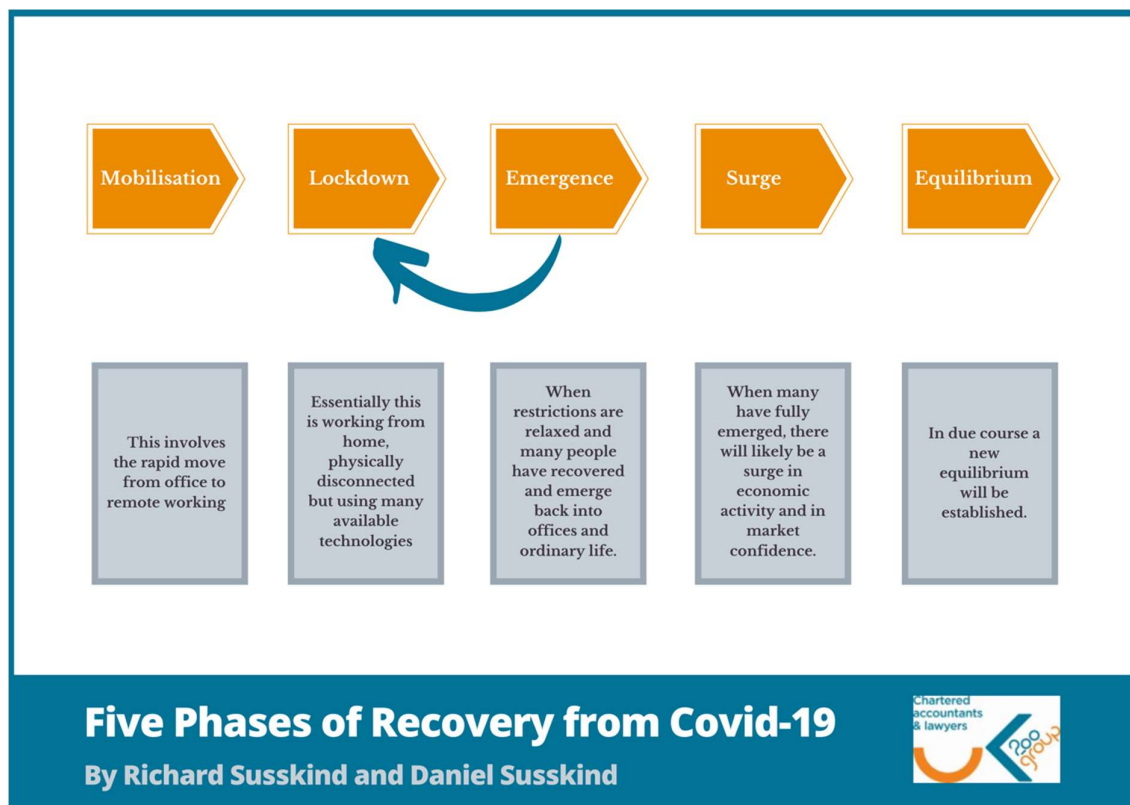 Mobilisation
Lockdown
Emergence
Surge
Equilibrium
This involves
the rapid move
from office to
remote working
Essentially this
is working from
home,
physically
disconnected
but using many
available
technologies
When
restrictions are
relaxed and
many people
have recovered
and emerge
back into
offices and
ordinary life.
When many
have fully
emerged, there
will likely be a
surge in
economic
activity and in
market
confidence.
In due course a
new
equilibrium
will be
established.
Five Phases of Recovery from Covid-19
By Richard Susskind and Daniel Susskind
Chartered
accountants
& lawyers
UK
200
group